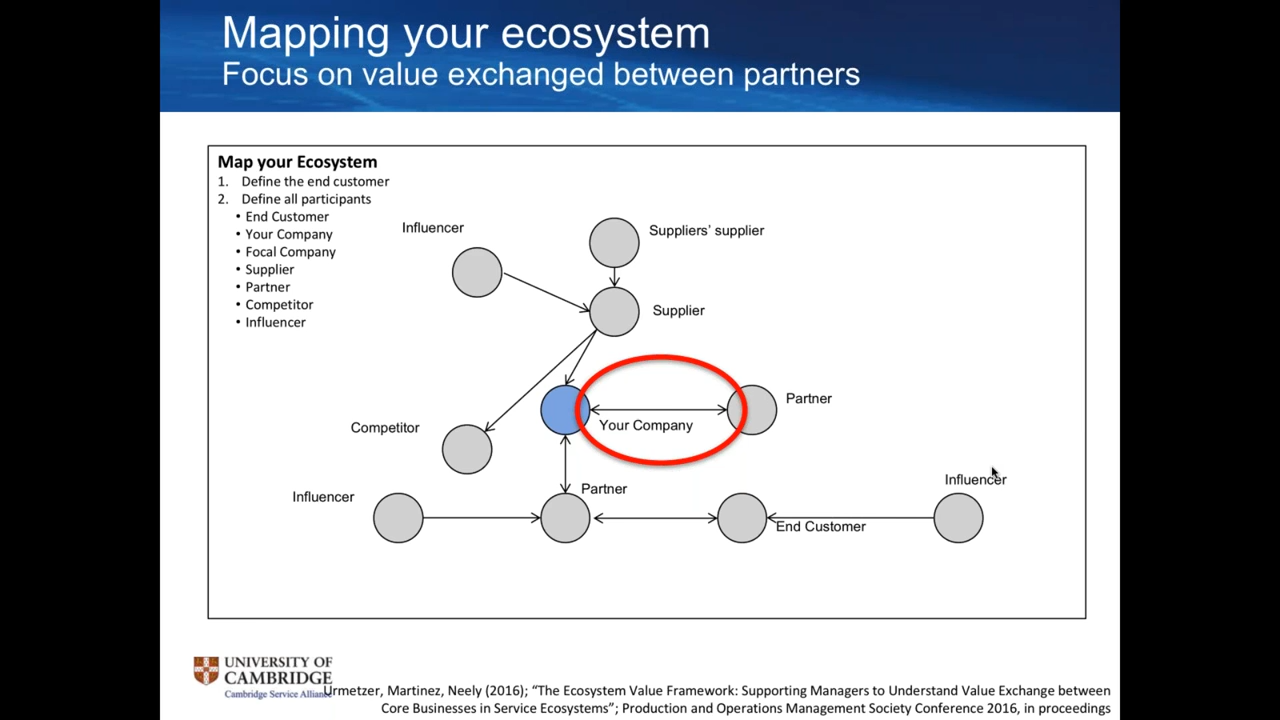 Mapping your ecosystem
Focus on value exchanged between partners
Map your Ecosystem
1. Define the end customer
2. Define all participants
• End Customer
• Your Company
• Focal Company
• Supplier
• Partner
• Competitor
• Influencer
Influencer
Suppliers' supplier
Supplier
Partner
Your Company
Competitor
Influencer
Partner
Influencer
End Customer
UNIVERSITY OF
CAMBRIDGE
Cambridge Service Alliance
Urmetzer, Martinez, Neely (2016); “The Ecosystem Value Framework: Supporting Managers to Understand Value Exchange between
Core Businesses in Service Ecosystems”; Production and Operations Management Society Conference 2016, in proceedings